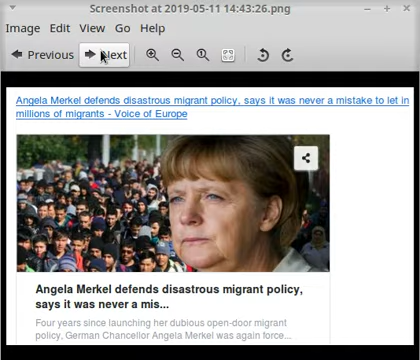 Screenshot at 2019-05-11 14:43:26.png
Image Edit View Go Help
Previous Next
Angela Merkel defends disastrous migrant policy, says it was never a mistake to let in
millions of migrants - Voice of Europe
Angela Merkel defends disastrous migrant policy,
says it was never a mis...
Four years since launching her dubious open-door migrant
policy, German Chancellor Angela Merkel was again force...